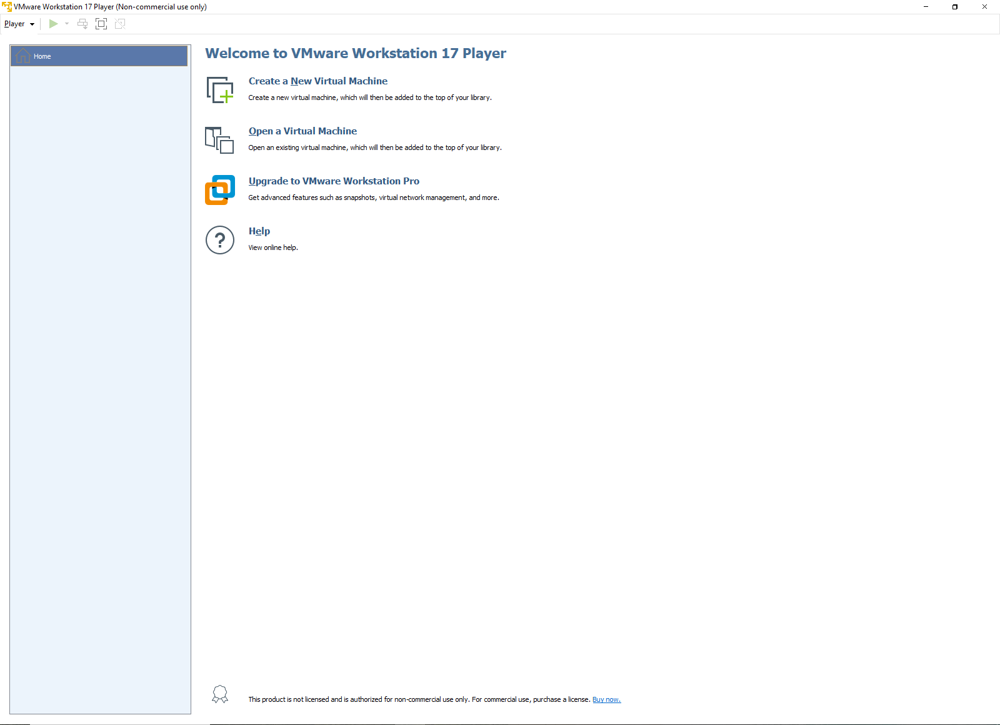 VMware Workstation 17 Player (Non-commercial use only)
Player
Home
Welcome to VMware Workstation 17 Player
Create a New Virtual Machine
Create a new virtual machine, which will then be added to the top of your library.
Open a Virtual Machine
Open an existing virtual machine, which will then be added to the top of your library.
Upgrade to VMware Workstation Pro
Get advanced features such as snapshots, virtual network management, and more.
Help
View online help.
This product is not licensed and is authorized for non-commercial use only. For commercial use, purchase a license. Buy now.